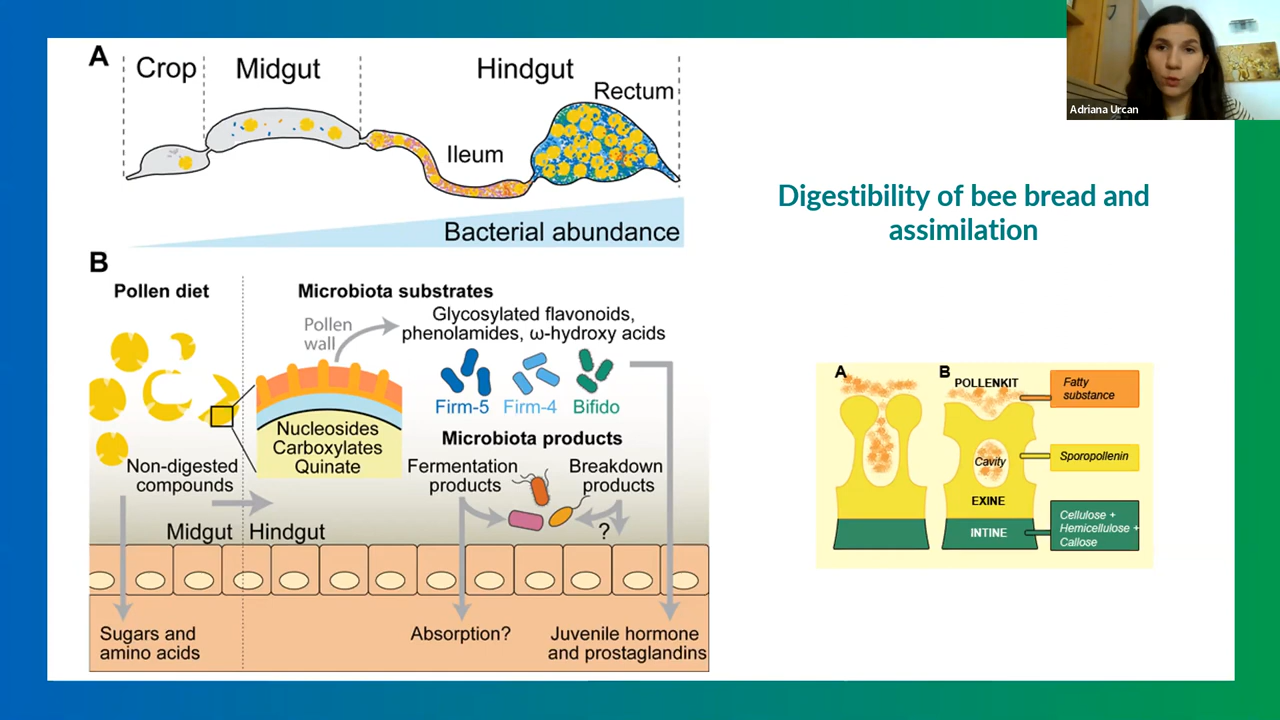 A
Crop
Midgut
Hindgut
Rectum
Ileum
Bacterial abundance
B
Pollen diet
Microbiota substrates
Glycosylated flavonoids,
phenolamides, ω-hydroxy acids
Pollen
wall
Firm-5
Firm-4
Bifido
Nucleosides
Carboxylates
Quinate
Microbiota products
Non-digested
compounds
Fermentation
products
Breakdown
products
Midgut
Hindgut
?
Sugars and
amino acids
Absorption?
Juvenile hormone
and prostaglandins
Adriana Urcan
Digestibility of bee bread and
assimilation
A
B
POLLENKIT
Fatty
substance
Cavity
Sporopollenin
EXINE
INTINE
Cellulose +
Hemicellulose +
Callose